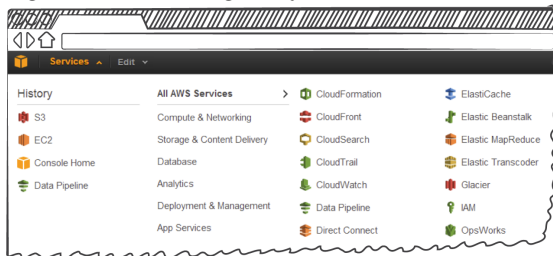 Services Edit
History
S3
EC2
Console Home
Data Pipeline
All AWS Services >
Compute & Networking
Storage & Content Delivery
Database
Analytics
Deployment & Management
App Services
CloudFormation
CloudFront
CloudSearch
CloudTrail
CloudWatch
Data Pipeline
Direct Connect
ElastiCache
Elastic Beanstalk
Elastic MapReduce
Elastic Transcoder
Glacier
IAM
OpsWorks